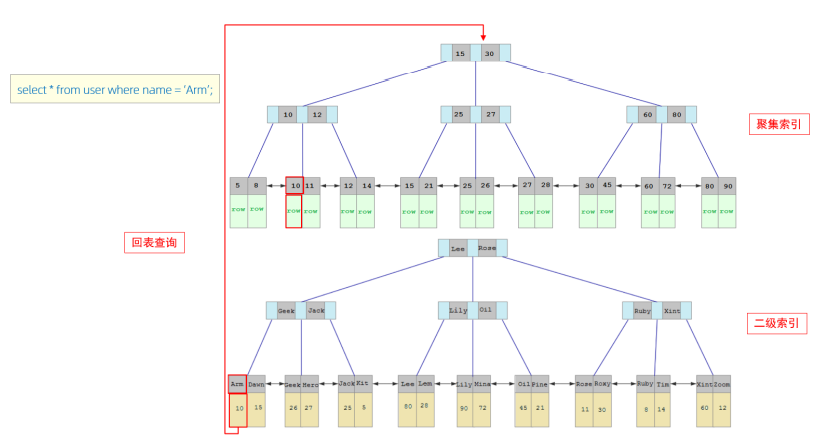 15 30
select * from user where name = 'Arm';
10 12
25 27
60 80
聚集索引
5 8 10 11 12 14 15 21 25 26 27 28 30 45 60 72 80 90
row row row row row row row row row row row row row row row row row row
回表查询
Lee Rose
Geek Jack
Lily Oil
Ruby Xint
二级索引
Arm Dawn Geek Hero Jack Kit Lee Lem Lily Mina Oil Pine Rose Roxy Ruby Tim Xint Zoom
10 15 26 27 25 5 80 28 90 72 45 21 11 30 8 14 60 12